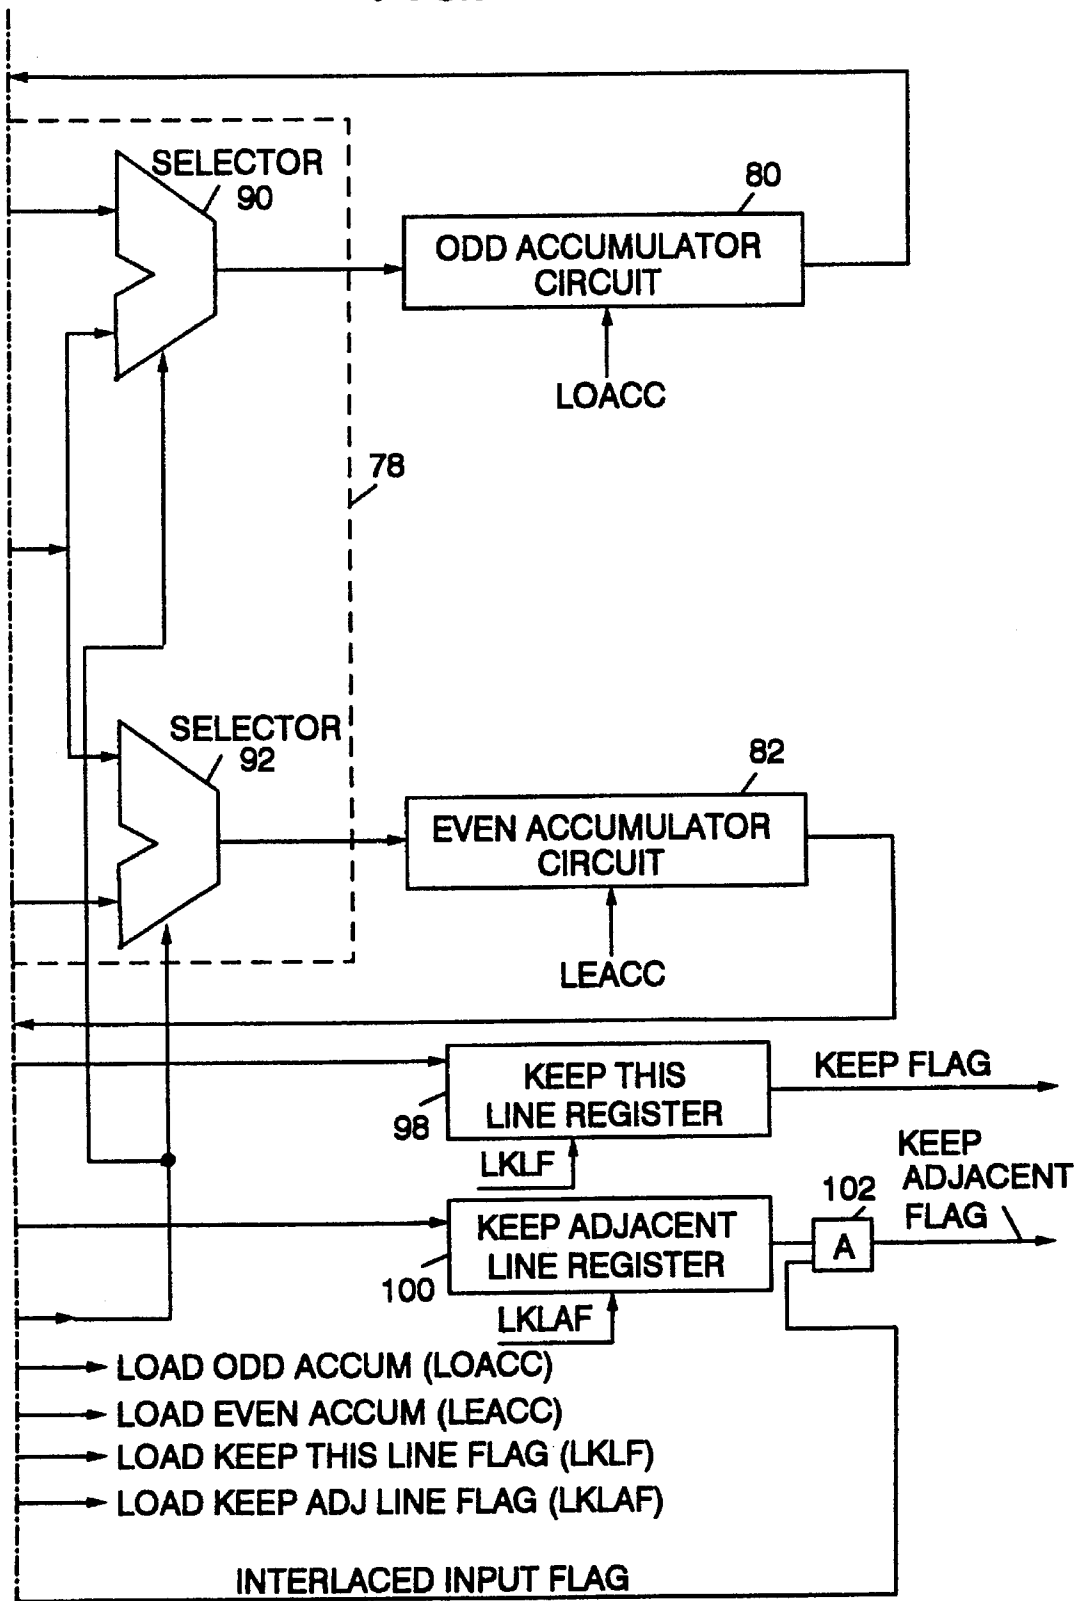 SELECTOR
90
80
ODD ACCUMULATOR
CIRCUIT
LOACC
78
SELECTOR
92
82
EVEN ACCUMULATOR
CIRCUIT
LEACC
KEEP THIS
LINE REGISTER
98
KEEP FLAG
LKLF
KEEP
ADJACENT
FLAG
102
KEEP ADJACENT
LINE REGISTER
A
100
LKLAF
LOAD ODD ACCUM (LOACC)
LOAD EVEN ACCUM (LEACC)
LOAD KEEP THIS LINE FLAG (LKLF)
LOAD KEEP ADJ LINE FLAG (LKLAF)
INTERLACED INPUT FLAG